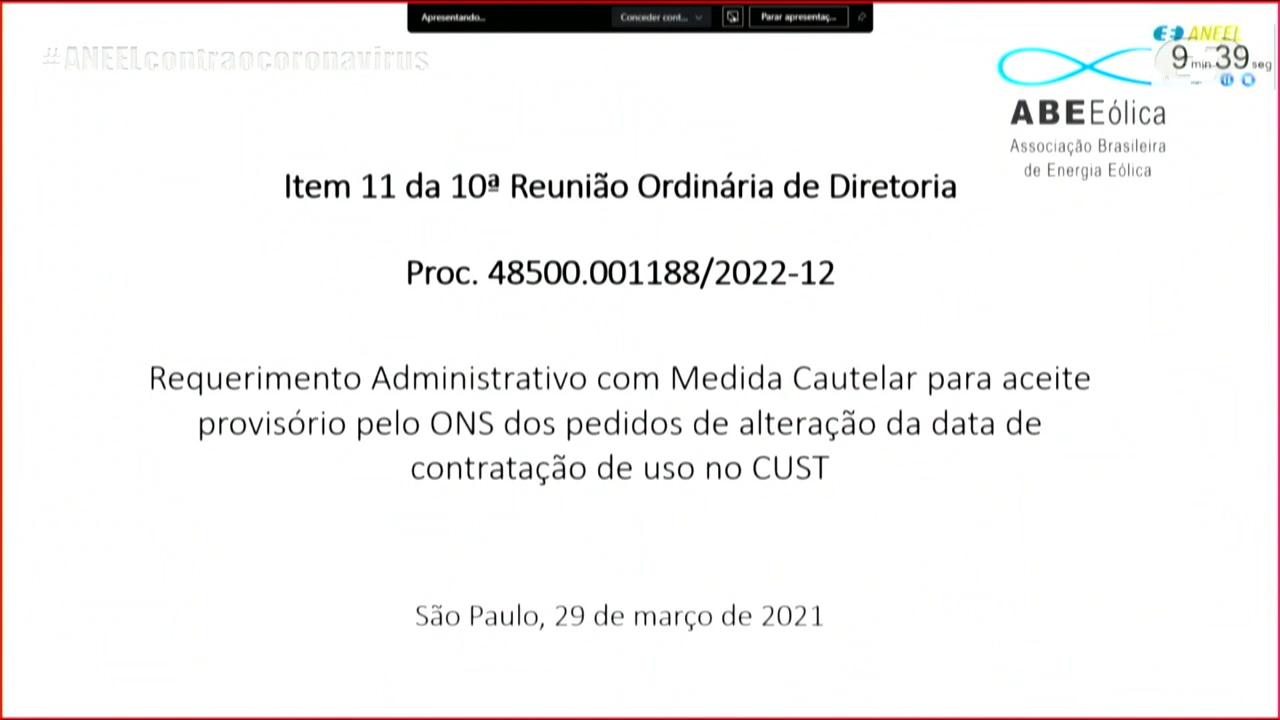 Apresentando...
Conceder cont...
Parar apresentaç...
#ANEELcontraocoronavirus
ANEEL
9 min 39 seg
ABEEólica
Associação Brasileira
de Energia Eólica
Item 11 da 10ª Reunião Ordinária de Diretoria
Proc. 48500.001188/2022-12
Requerimento Administrativo com Medida Cautelar para aceite
provisório pelo ONS dos pedidos de alteração da data de
contratação de uso no CUST
São Paulo, 29 de março de 2021